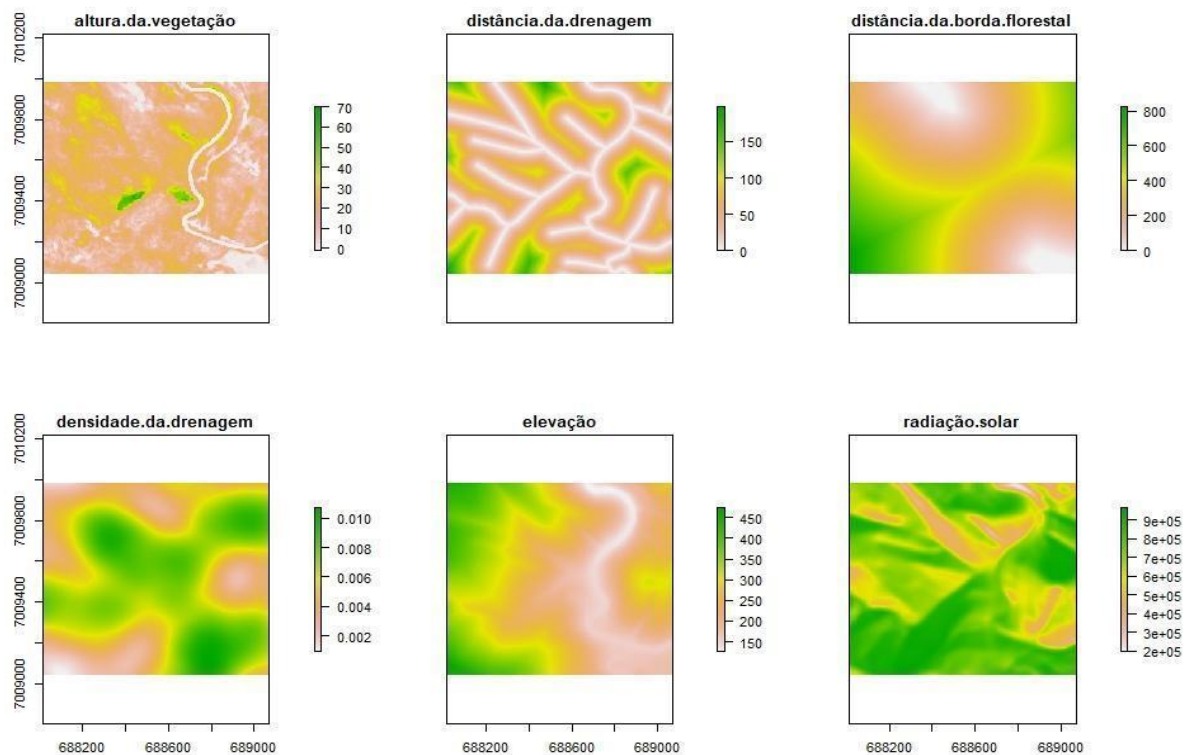 altura.da.vegetação
distância.da.drenagem
distância.da.borda.florestal
7010200
7009800
7009400
7009000
70
60
50
40
30
20
10
0
150
100
50
0
800
600
400
200
0
densidade.da.drenagem
elevação
radiação.solar
7010200
7009800
7009400
7009000
0.010
0.008
0.006
0.004
0.002
450
400
350
300
250
200
150
9e+05
8e+05
7e+05
6e+05
5e+05
4e+05
3e+05
2e+05
688200 688600 689000
688200 688600 689000
688200 688600 689000